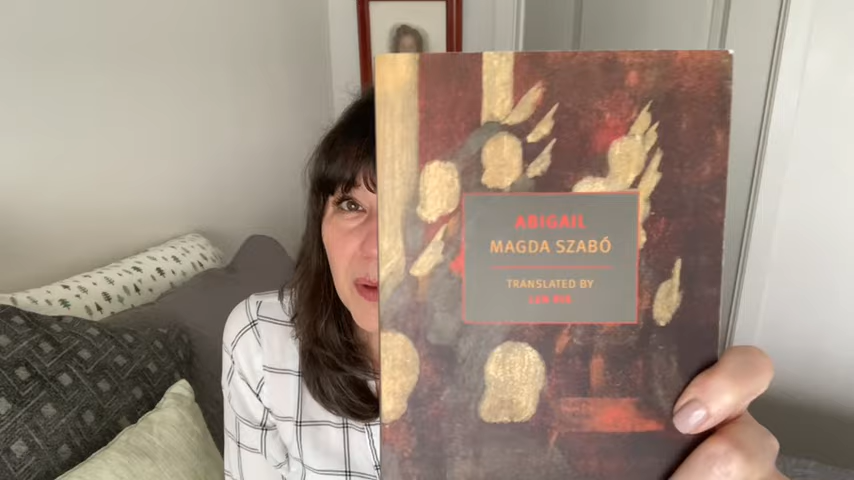 ABIGAIL
MAGDA SZABÓ
TRANSLATED BY
LEN RIX